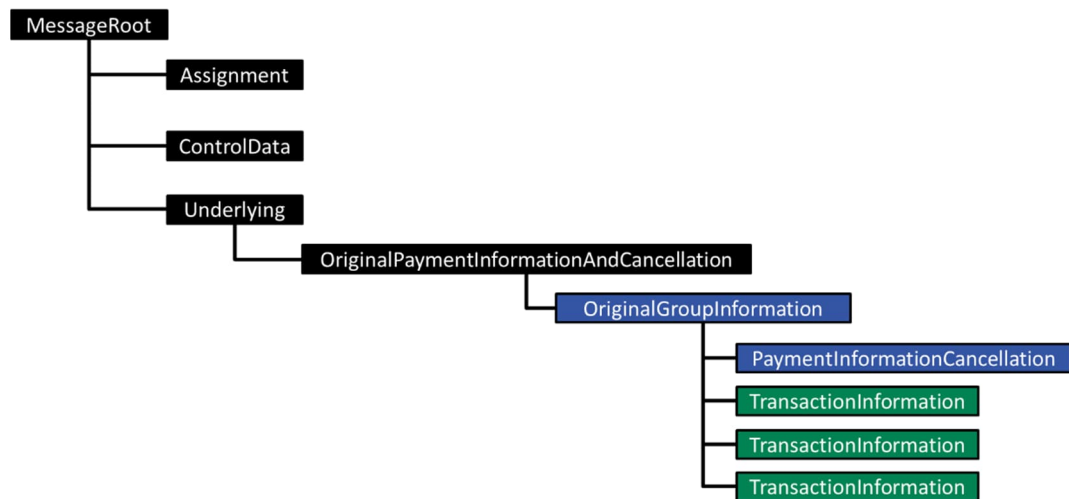 MessageRoot
Assignment
ControlData
Underlying
OriginalPaymentInformationAndCancellation
OriginalGroupInformation
PaymentInformationCancellation
TransactionInformation
TransactionInformation
TransactionInformation